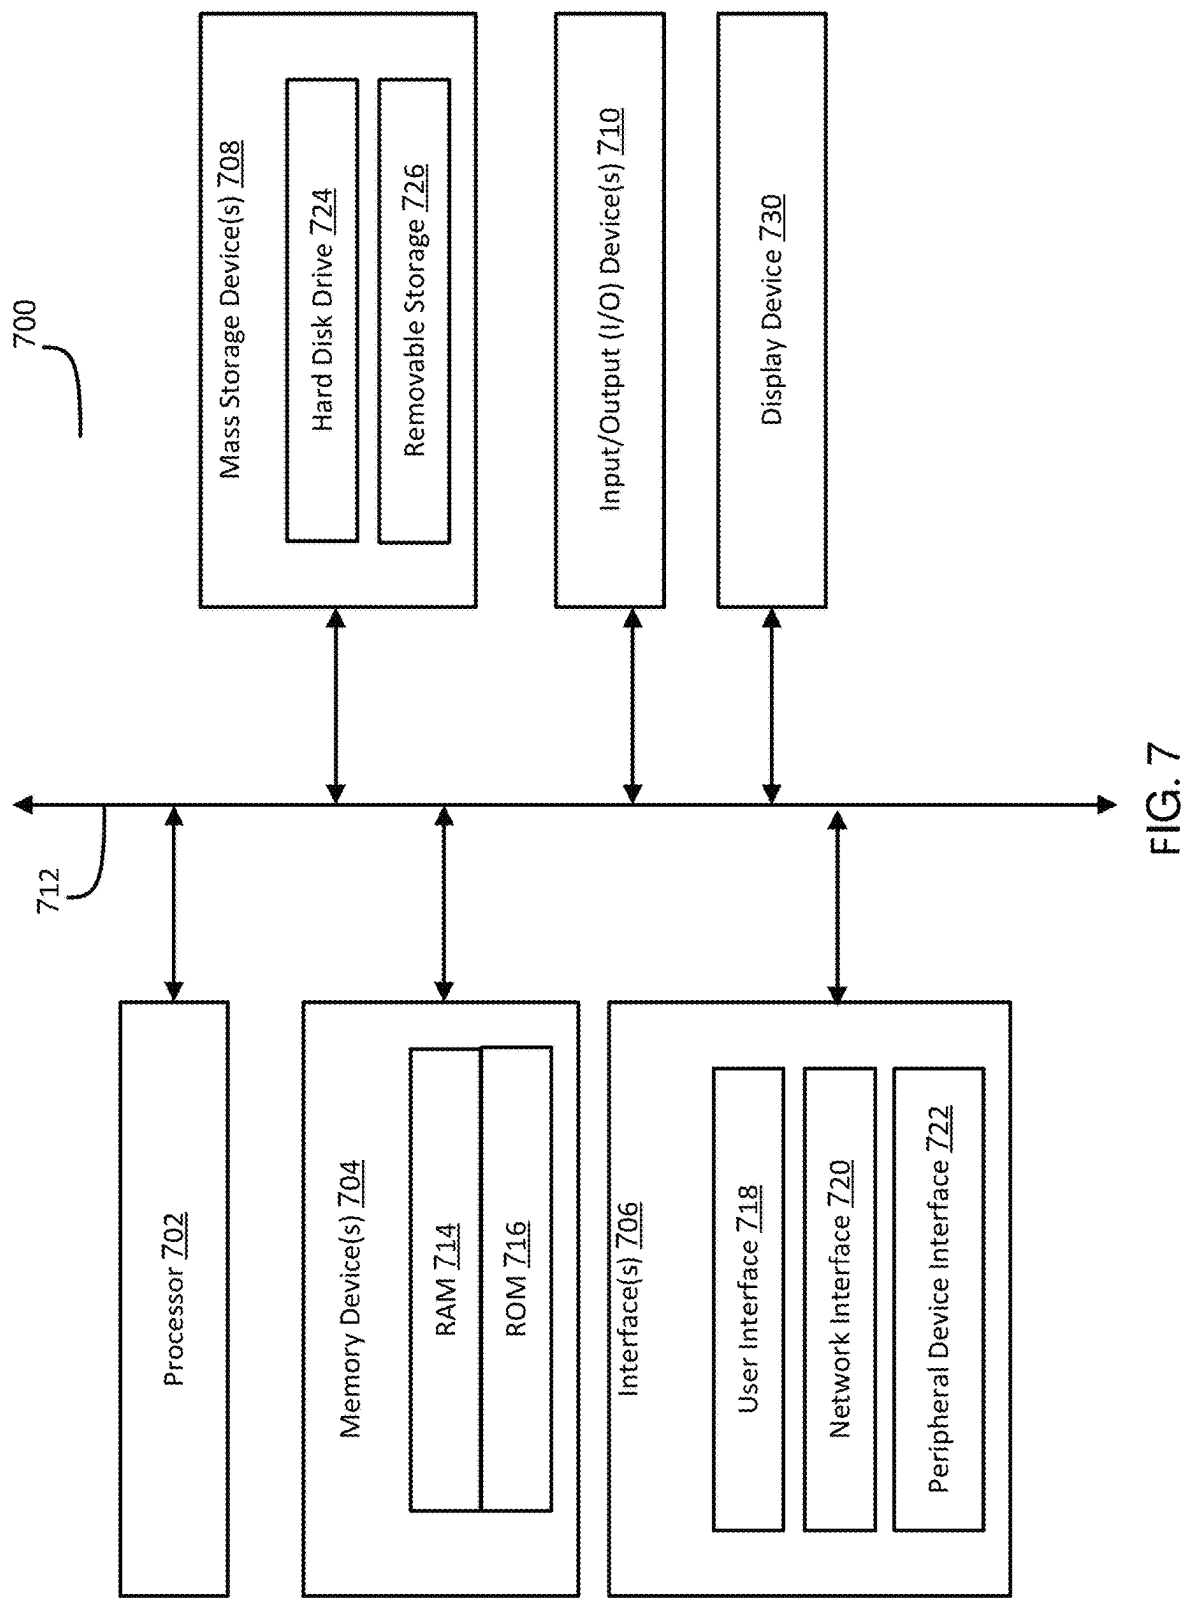 700
712
Processor 702
Memory Device(s) 704
RAM 714
ROM 716
Interface(s) 706
User Interface 718
Network Interface 720
Peripheral Device Interface 722
Mass Storage Device(s) 708
Hard Disk Drive 724
Removable Storage 726
Input/Output (I/O) Device(s) 710
Display Device 730
FIG. 7